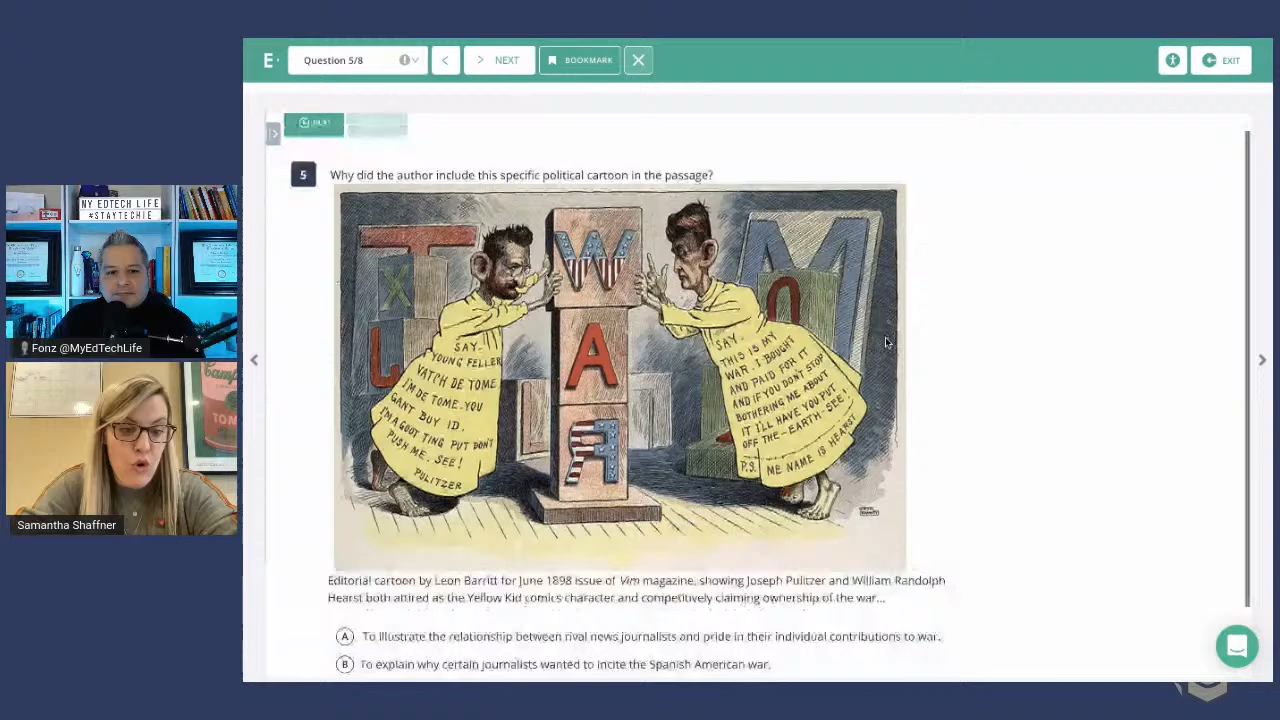 E
Question 5/8
NEXT
BOOKMARK
EXIT
5
Why did the author include this specific political cartoon in the passage?
T
X
L
W
A
R
M
O
SAY.
YOUNG FELLER
VATCH DE TOME
I'M DE TOME. YOU
GANT BUY ID.
I'M A GOOT TING PUT DON'T
PUSH ME. SEE!
PULITZER
SAY.
THIS IS MY
WAR. I BOUGHT
AND PAID FOR IT
AND IF YOU DON'T STOP
BOTHERING ME ABOUT
IT I'LL HAVE YOU PUT
OFF THE-EARTH-SEE!
P.S. ME NAME IS HEARST
Editorial cartoon by Leon Barritt for June 1898 issue of Vim magazine, showing Joseph Pulitzer and William Randolph
Hearst both attired as the Yellow Kid comics character and competitively claiming ownership of the war...
A To illustrate the relationship between rival news journalists and pride in their individual contributions to war.
B To explain why certain journalists wanted to incite the Spanish American war.
MY EDTECH LIFE
#STAYTECHIE
Fonz @MyEdTechLife
Campbell's
TOM
Samantha Shaffner